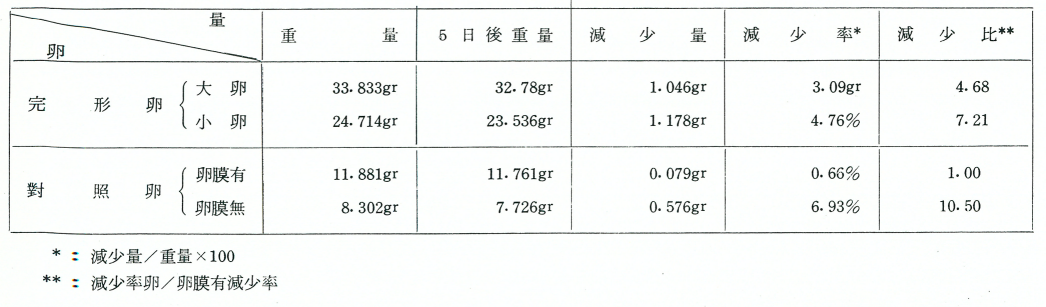 量
卵
重量 5日後重量 減少量 減少率* 減少比**
完形卵 大卵 33.833gr 32.78gr 1.046gr 3.09gr 4.68
小卵 24.714gr 23.536gr 1.178gr 4.76% 7.21
對照卵 卵膜有 11.881gr 11.761gr 0.079gr 0.66% 1.00
卵膜無 8.302gr 7.726gr 0.576gr 6.93% 10.50
* : 減少量/重量×100
** : 減少率卵/卵膜有減少率